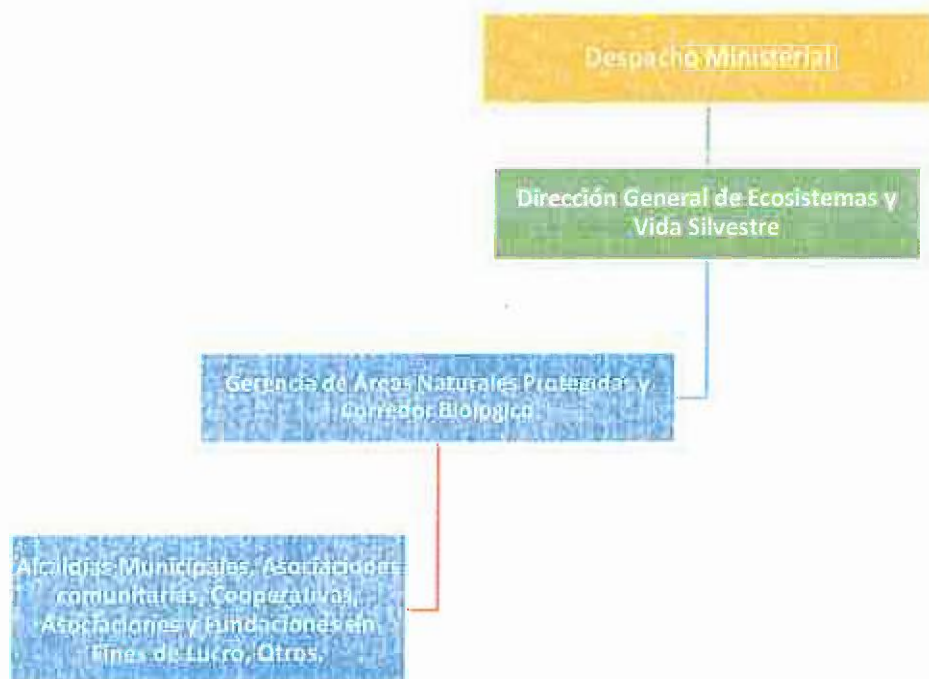 Despacho Ministerial
Dirección General de Ecosistemas y
Vida Silvestre
Gerencia de Áreas Naturales Protegidas y
Corredor Biologico
Alcaldías Municipales, Asociaciones
comunitarias, Cooperativas,
Asociaciones y Fundaciones sin
Fines de Lucro, Otros.